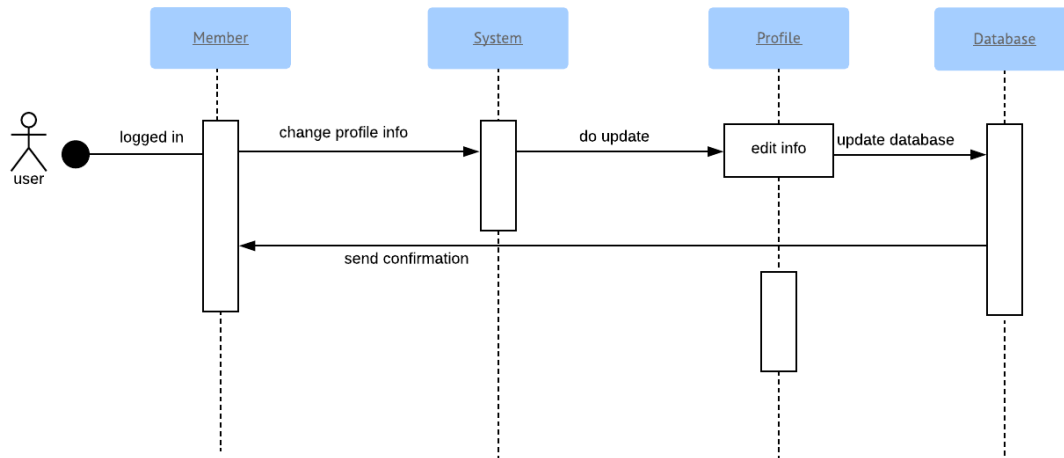 Member
System
Profile
Database
logged in
change profile info
do update
edit info
update database
user
send confirmation